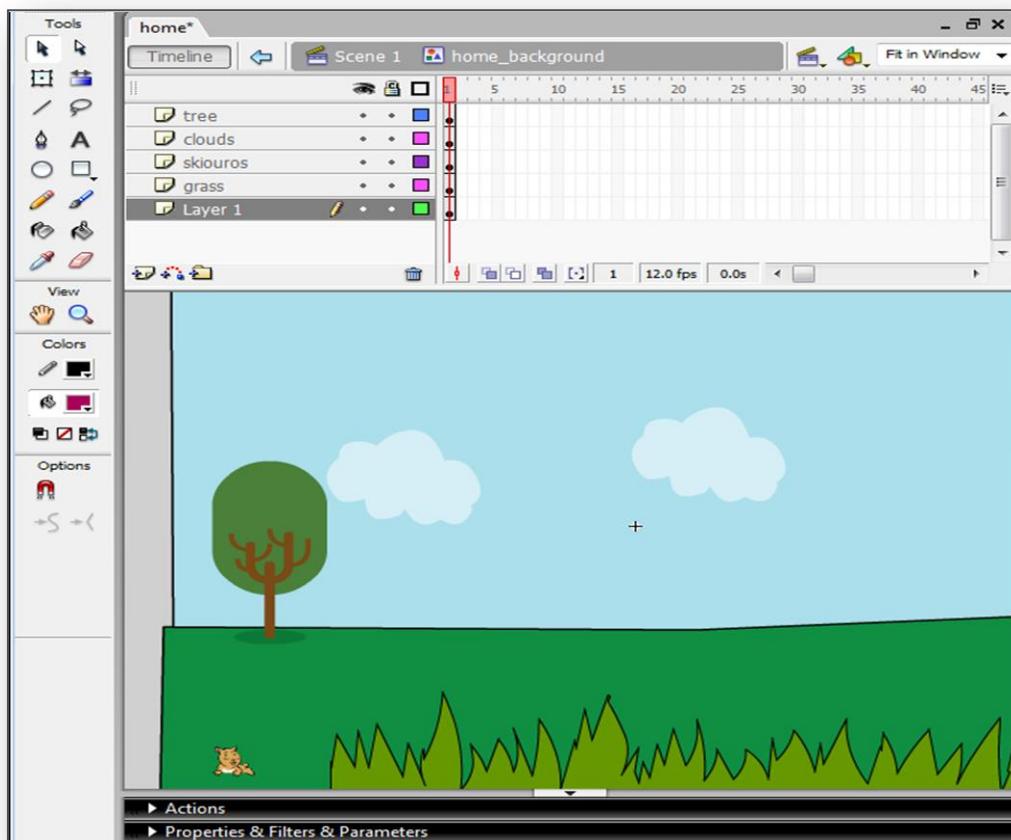 Tools
home*
Timeline Scene 1 home_background Fit in Window
1 5 10 15 20 25 30 35 40 45
tree
clouds
skiouros
grass
Layer 1
1 12.0 fps 0.0s
A
View
Colors
Options
Actions
Properties & Filters & Parameters